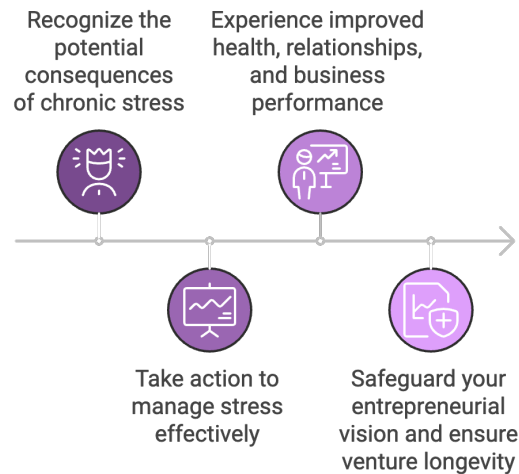 Recognize the
potential
consequences
of chronic stress
Experience improved
health, relationships,
and business
performance
Take action to
manage stress
effectively
Safeguard your
entrepreneurial
vision and ensure
venture longevity